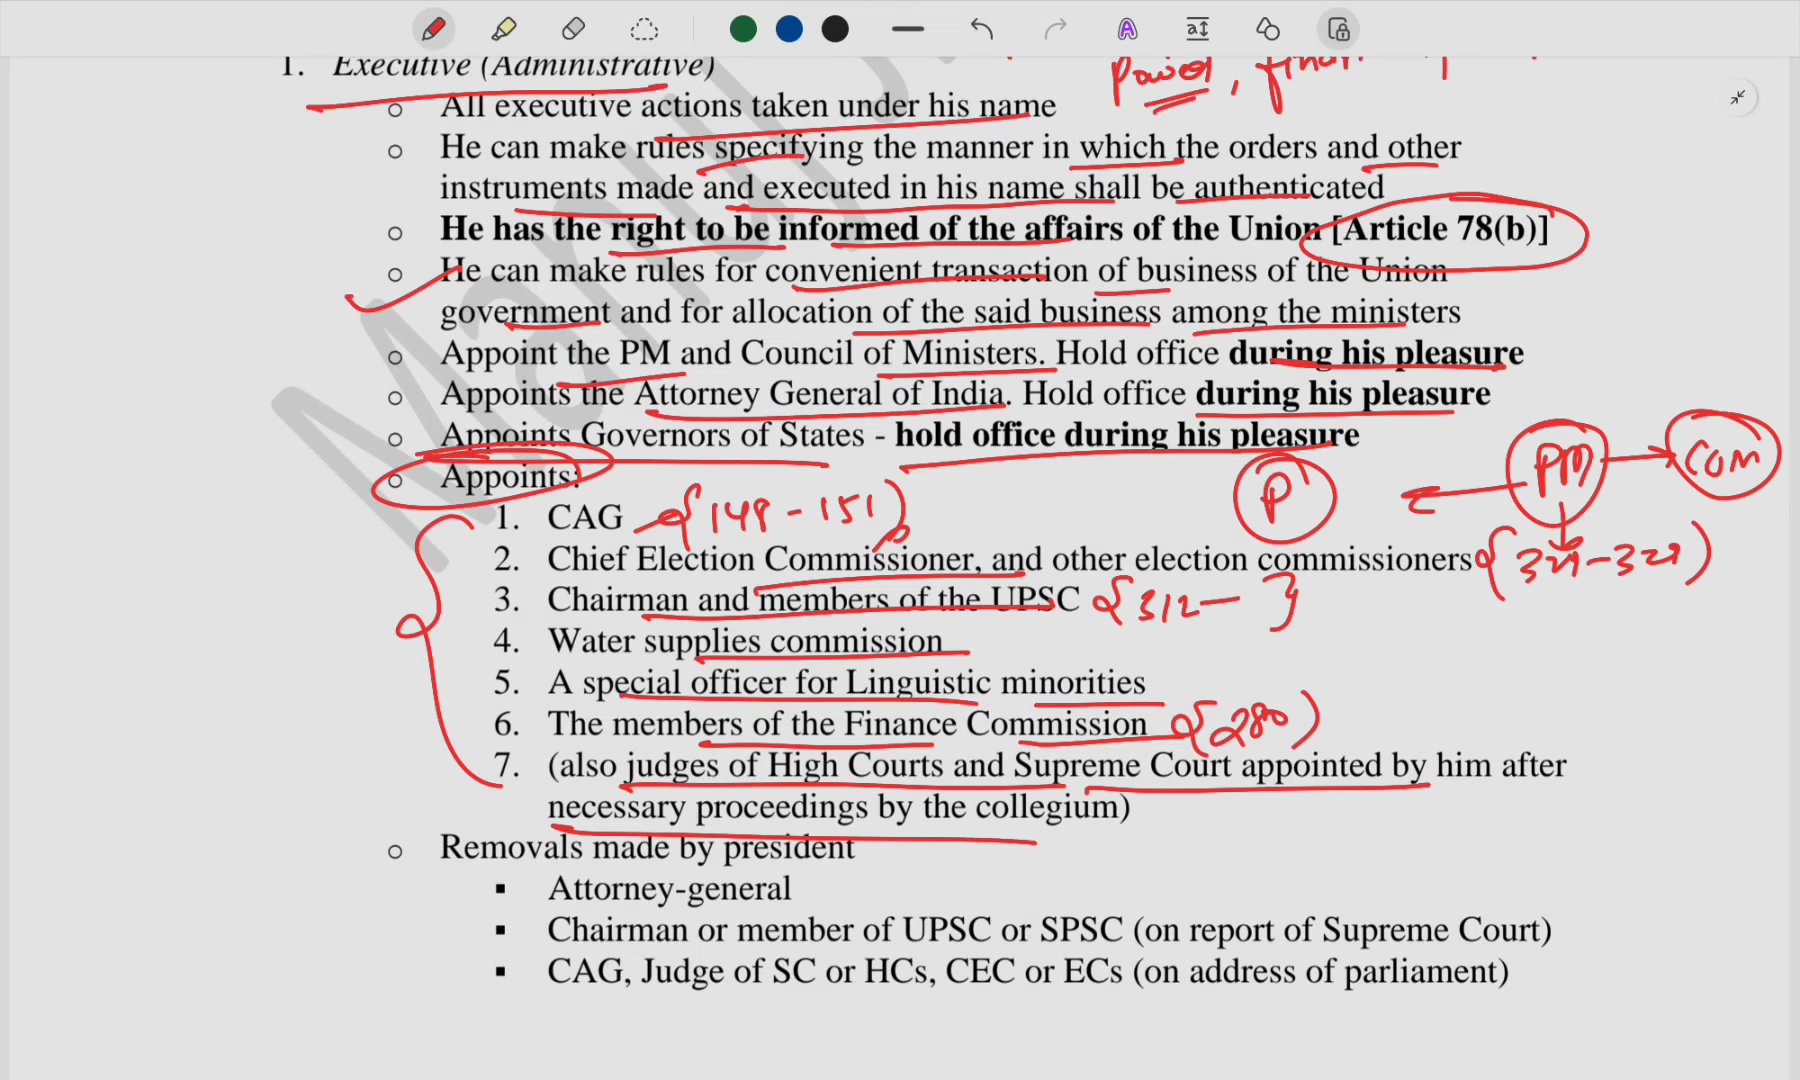 1. Executive (Administrative)
Power, 
o All executive actions taken under his name
o He can make rules specifying the manner in which the orders and other
instruments made and executed in his name shall be authenticated
o He has the right to be informed of the affairs of the Union [Article 78(b)]
o He can make rules for convenient transaction of business of the Union
government and for allocation of the said business among the ministers
o Appoint the PM and Council of Ministers. Hold office during his pleasure
o Appoints the Attorney General of India. Hold office during his pleasure
o Appoints Governors of States - hold office during his pleasure
PM → COM
o Appoints:
P
1. CAG {148-151}
2. Chief Election Commissioner, and other election commissioners
3. Chairman and members of the UPSC {312- }
4. Water supplies commission
5. A special officer for Linguistic minorities
6. The members of the Finance Commission {280}
7. (also judges of High Courts and Supreme Court appointed by him after
necessary proceedings by the collegium)
o Removals made by president
▪ Attorney-general
▪ Chairman or member of UPSC or SPSC (on report of Supreme Court)
▪ CAG, Judge of SC or HCs, CEC or ECs (on address of parliament)